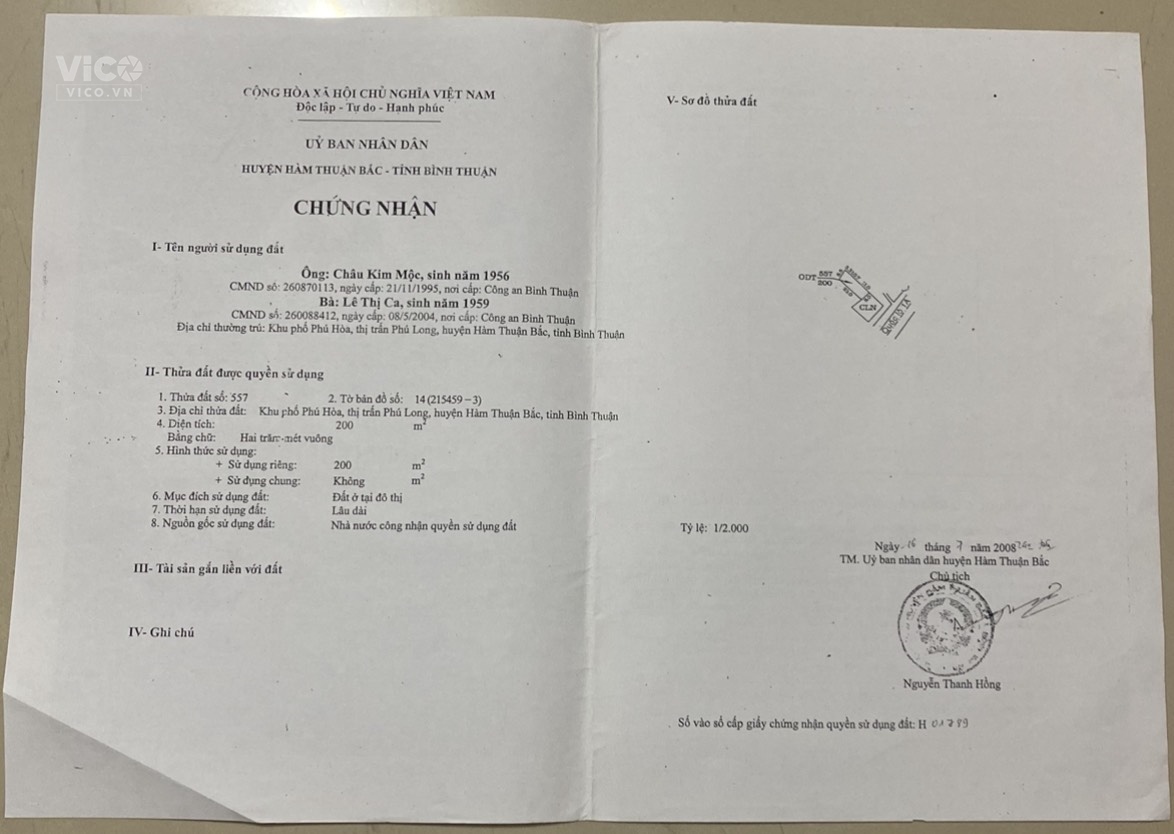 VICO
VICO.VN
CỘNG HÒA XÃ HỘI CHỦ NGHĨA VIỆT NAM
Độc lập - Tự do - Hạnh phúc
UỶ BAN NHÂN DÂN
HUYỆN HÀM THUẬN BẮC - TỈNH BÌNH THUẬN
CHỨNG NHẬN
I- Tên người sử dụng đất
Ông: Châu Kim Mộc, sinh năm 1956
CMND số: 260870113, ngày cấp: 21/11/1995, nơi cấp: Công an Bình Thuận
Bà: Lê Thị Ca, sinh năm 1959
CMND số: 260088412, ngày cấp: 08/5/2004, nơi cấp: Công an Bình Thuận
Địa chỉ thường trú: Khu phố Phú Hòa, thị trấn Phú Long, huyện Hàm Thuận Bắc, tỉnh Bình Thuận
II- Thửa đất được quyền sử dụng
1. Thửa đất số: 557 2. Tờ bản đồ số: 14 (215459 – 3)
3. Địa chỉ thửa đất: Khu phố Phú Hòa, thị trấn Phú Long, huyện Hàm Thuận Bắc, tỉnh Bình Thuận
4. Diện tích: 200 m²
Bằng chữ: Hai trăm mét vuông
5. Hình thức sử dụng:
+ Sử dụng riêng: 200 m²
+ Sử dụng chung: Không m²
6. Mục đích sử dụng đất: Đất ở tại đô thị
7. Thời hạn sử dụng đất: Lâu dài
8. Nguồn gốc sử dụng đất: Nhà nước công nhận quyền sử dụng đất
III- Tài sản gắn liền với đất
IV- Ghi chú
V- Sơ đồ thửa đất
ODT 557
200
CLN
Quốc lộ 1A
Tỷ lệ: 1/2.000
Ngày 16 tháng 7 năm 2008
TM. Uỷ ban nhân dân huyện Hàm Thuận Bắc
Chủ tịch
Nguyễn Thanh Hồng
Số vào sổ cấp giấy chứng nhận quyền sử dụng đất: H 01789